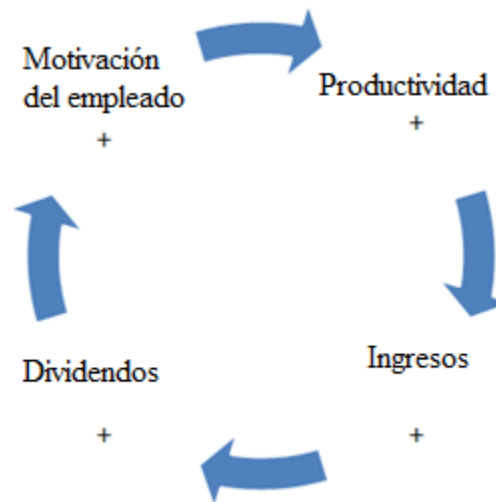 Motivación
del empleado
+
Productividad
+
Ingresos
+
Dividendos
+